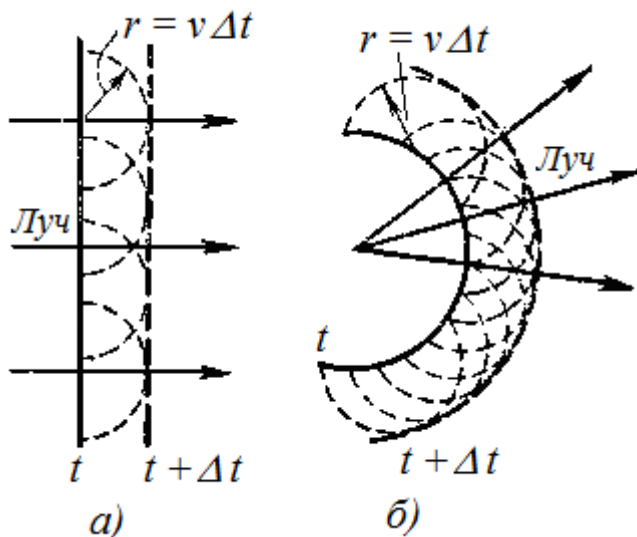 r = vΔt
Луч
t
t + Δt
а)
r = vΔt
Луч
t
t + Δt
б)